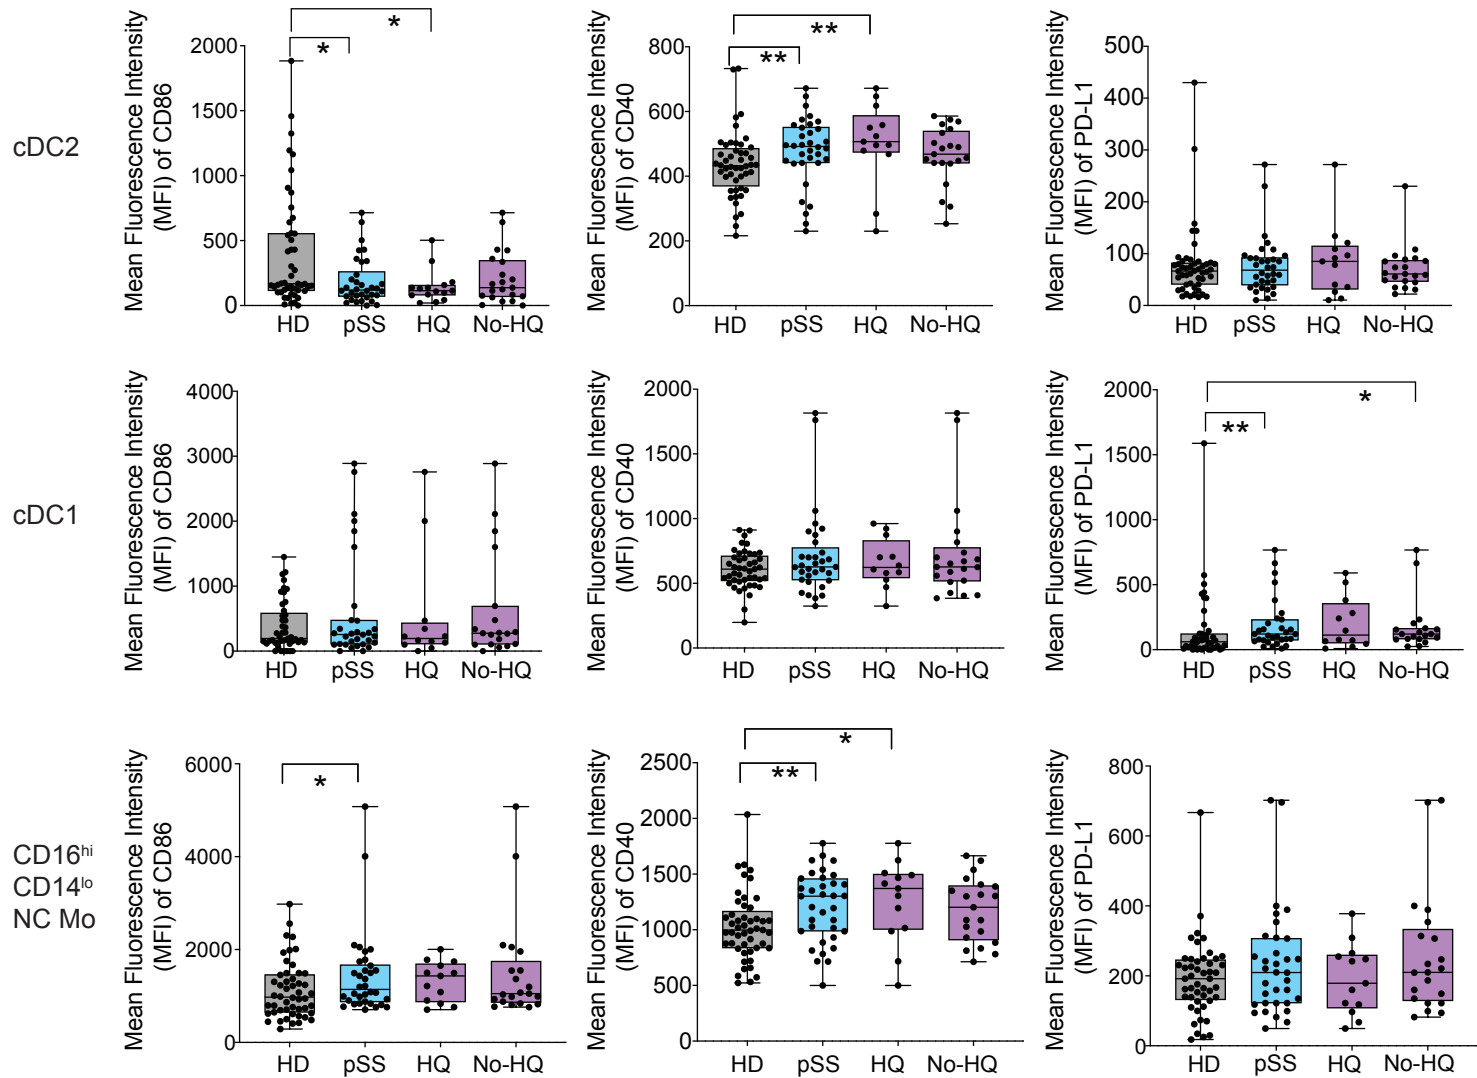 cDC2
Mean Fluorescence Intensity
(MFI) of CD86
2000
1500
1000
500
0
*
*
HD
pSS
HQ
No-HQ
Mean Fluorescence Intensity
(MFI) of CD40
800
600
400
200
0
**
**
HD
pSS
HQ
No-HQ
Mean Fluorescence Intensity
(MFI) of PD-L1
500
400
300
200
100
0
HD
pSS
HQ
No-HQ
cDC1
Mean Fluorescence Intensity
(MFI) of CD86
4000
3000
2000
1000
0
HD
pSS
HQ
No-HQ
Mean Fluorescence Intensity
(MFI) of CD40
2000
1500
1000
500
0
HD
pSS
HQ
No-HQ
Mean Fluorescence Intensity
(MFI) of PD-L1
2000
1500
1000
500
0
**
*
HD
pSS
HQ
No-HQ
CD16hi
CD14lo
NC Mo
Mean Fluorescence Intensity
(MFI) of CD86
6000
4000
2000
0
*
HD
pSS
HQ
No-HQ
Mean Fluorescence Intensity
(MFI) of CD40
2500
2000
1500
1000
500
0
**
*
HD
pSS
HQ
No-HQ
Mean Fluorescence Intensity
(MFI) of PD-L1
800
600
400
200
0
HD
pSS
HQ
No-HQ